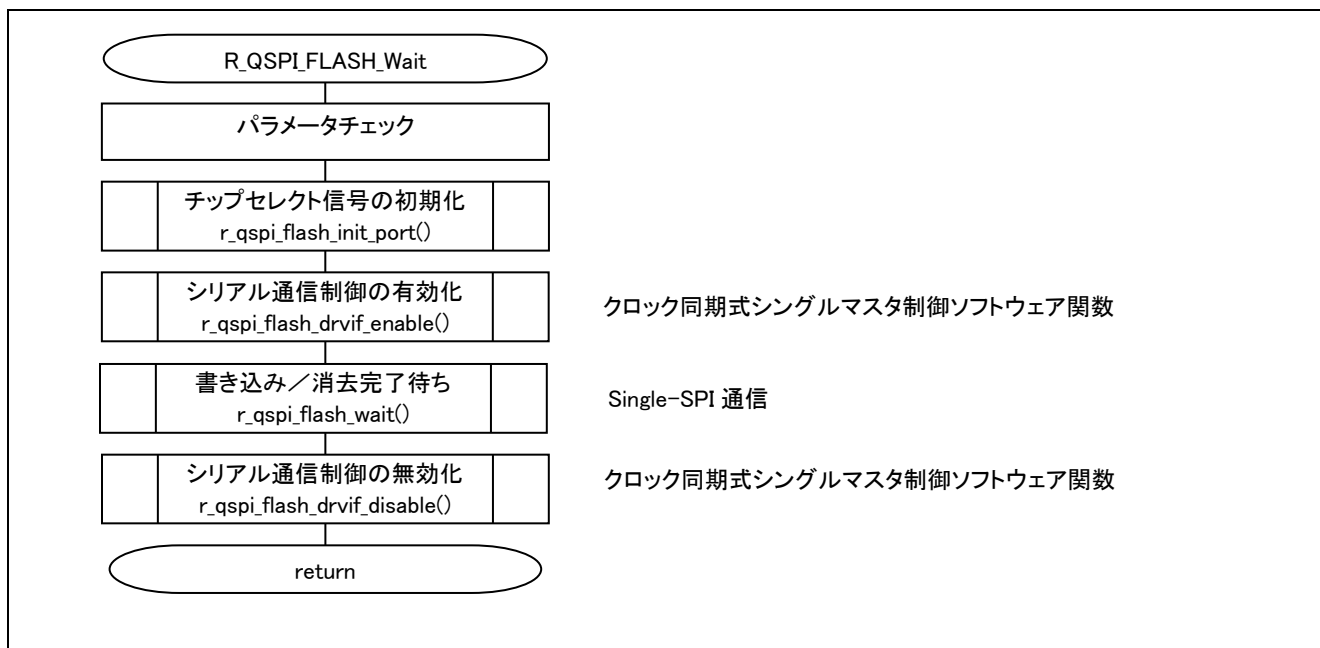 R_QSPI_FLASH_Wait
パラメータチェック
チップセレクト信号の初期化
r_qspi_flash_init_port()
シリアル通信制御の有効化
r_qspi_flash_drvif_enable()
クロック同期式シングルマスタ制御ソフトウェア関数
書き込み／消去完了待ち
r_qspi_flash_wait()
Single-SPI 通信
シリアル通信制御の無効化
r_qspi_flash_drvif_disable()
クロック同期式シングルマスタ制御ソフトウェア関数
return